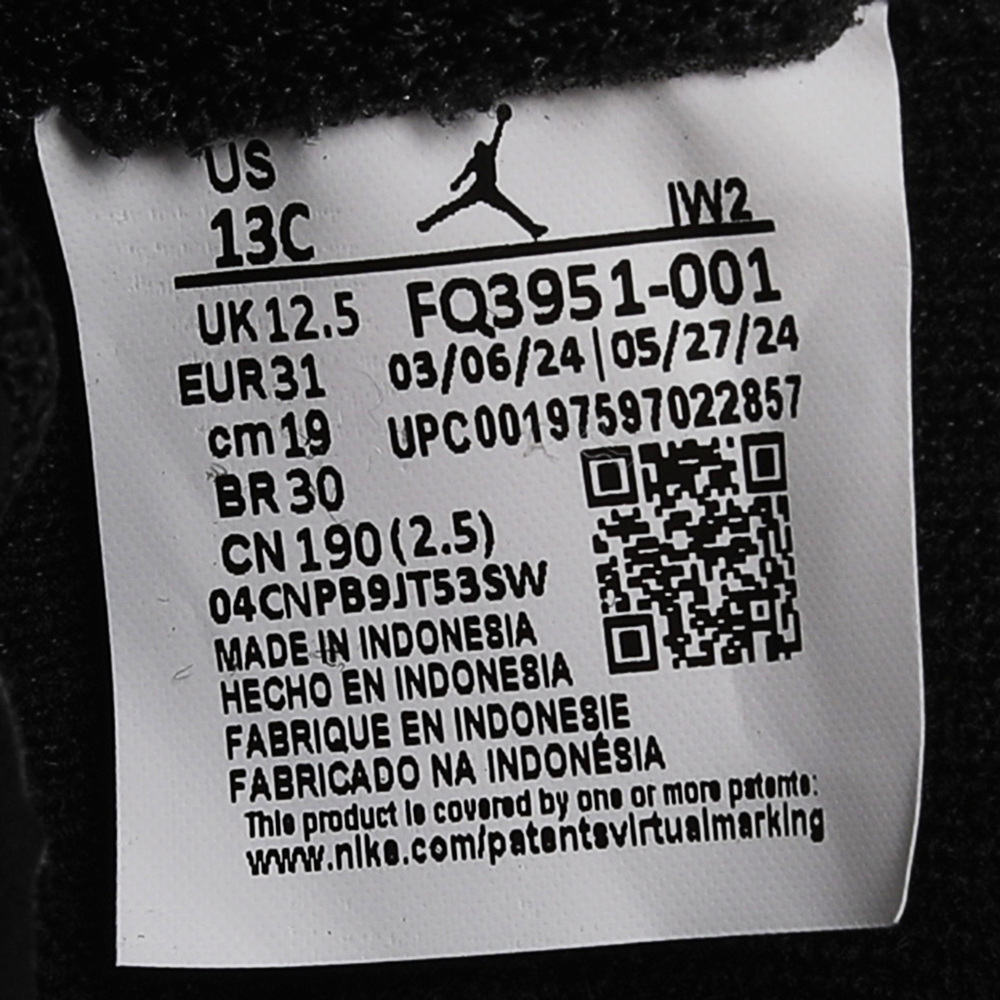 US
13C IW2
UK 12.5 FQ3951-001
EUR 31 03/06/24 | 05/27/24
cm 19 UPC 00197597022857
BR 30
CN 190 (2.5)
04CNPB9JT53SW
MADE IN INDONESIA
HECHO EN INDONESIA
FABRIQUE EN INDONESIE
FABRICADO NA INDONÉSIA
This product is covered by one or more patents:
www.nike.com/patentsvirtualmarking